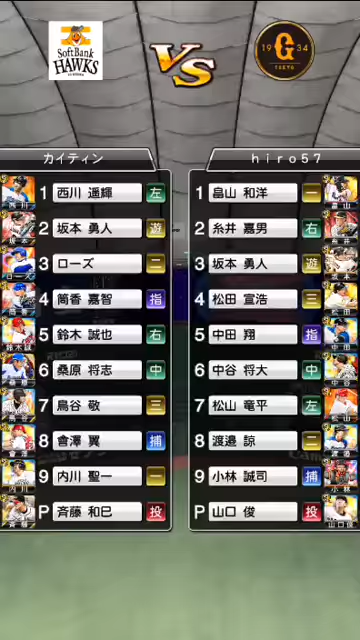 SoftBank
HAWKS
VS
19 G 34
TOKYO
カイティン
1 西川 遥輝 左
2 坂本 勇人 遊
3 ローズ 二
4 筒香 嘉智 指
5 鈴木 誠也 右
6 桑原 将志 中
7 鳥谷 敬 三
8 會澤 翼 捕
9 内川 聖一 一
P 斉藤 和巳 投
hiro57
1 畠山 和洋 一
2 糸井 嘉男 右
3 坂本 勇人 遊
4 松田 宣浩 三
5 中田 翔 指
6 中谷 将大 中
7 松山 竜平 左
8 渡邉 諒 二
9 小林 誠司 捕
P 山口 俊 投